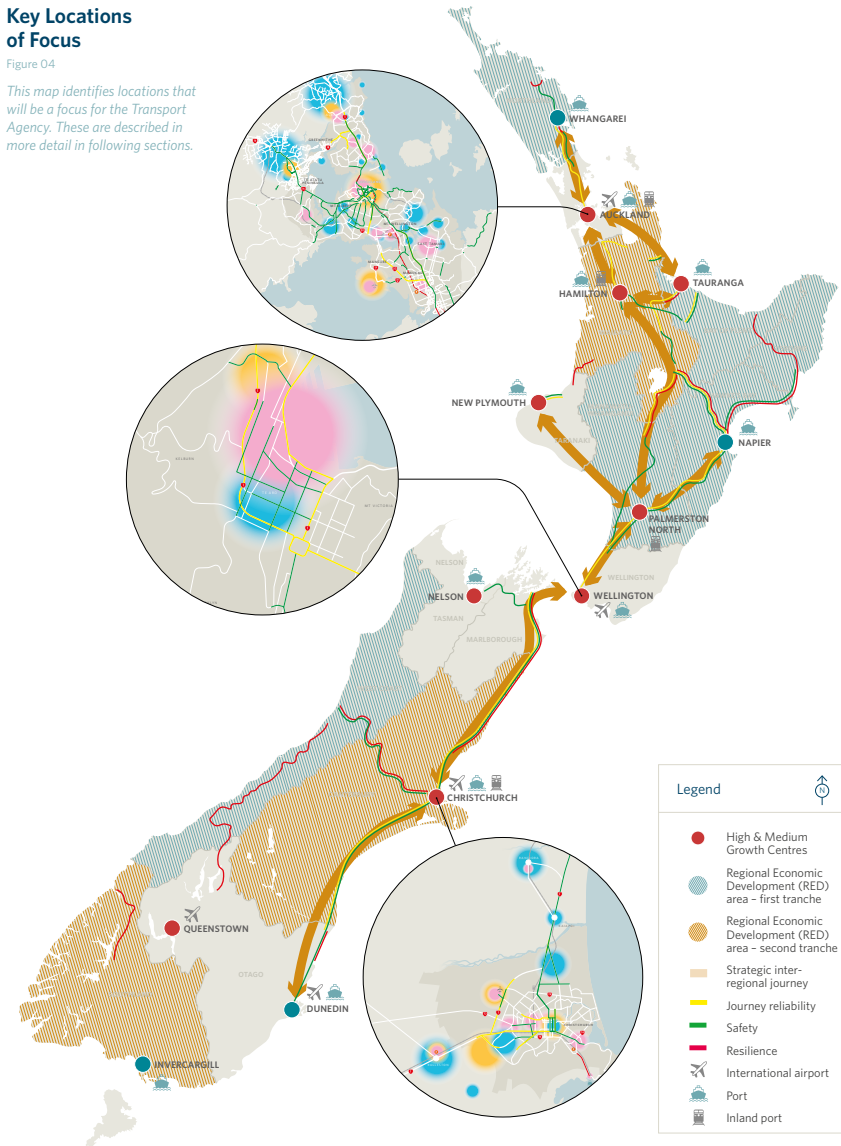 Key Locations
of Focus
Figure 04
This map identifies locations that
will be a focus for the Transport
Agency. These are described in
more detail in following sections.
WHANGAREI
AUCKLAND
TAURANGA
HAMILTON
NEW PLYMOUTH
TARANAKI
NAPIER
PALMERSTON
NORTH
WELLINGTON
WELLINGTON
NELSON
NELSON
TASMAN
MARLBOROUGH
CHRISTCHURCH
QUEENSTOWN
OTAGO
DUNEDIN
INVERCARGILL
KELBURN
MT VICTORIA
Legend
N
High & Medium
Growth Centres
Regional Economic
Development (RED)
area – first tranche
Regional Economic
Development (RED)
area – second tranche
Strategic inter-
regional journey
Journey reliability
Safety
Resilience
International airport
Port
Inland port